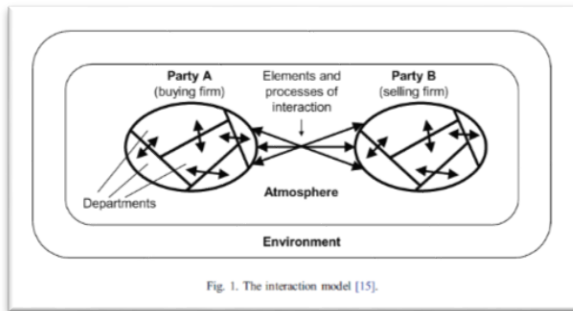 Party A
(buying firm)
Elements and
processes of
interaction
Party B
(selling firm)
Departments
Atmosphere
Environment
Fig. 1. The interaction model [15].